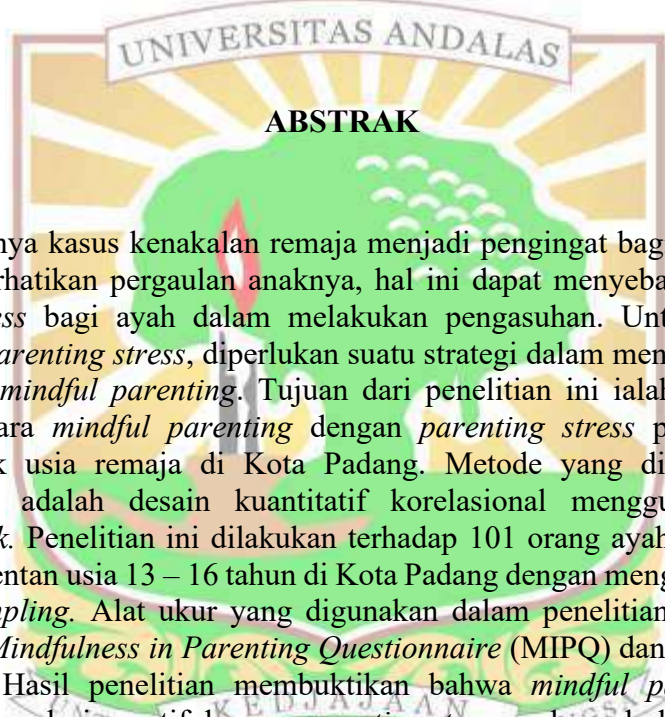 UNIVERSITAS ANDALAS
ABSTRAK
nya kasus kenakalan remaja menjadi pengingat bag
rhatikan pergaulan anaknya, hal ini dapat menyeba
ess bagi ayah dalam melakukan pengasuhan. Unt
arenting stress, diperlukan suatu strategi dalam men
mindful parenting. Tujuan dari penelitian ini ialah
ara mindful parenting dengan parenting stress p
k usia remaja di Kota Padang. Metode yang di
adalah desain kuantitatif korelasional menggu
k. Penelitian ini dilakukan terhadap 101 orang ayah
entan usia 13 – 16 tahun di Kota Padang dengan meng
mpling. Alat ukur yang digunakan dalam penelitian
Mindfulness in Parenting Questionnaire (MIPQ) dan
Hasil penelitian membuktikan bahwa mindful p
KEDJAJAAN